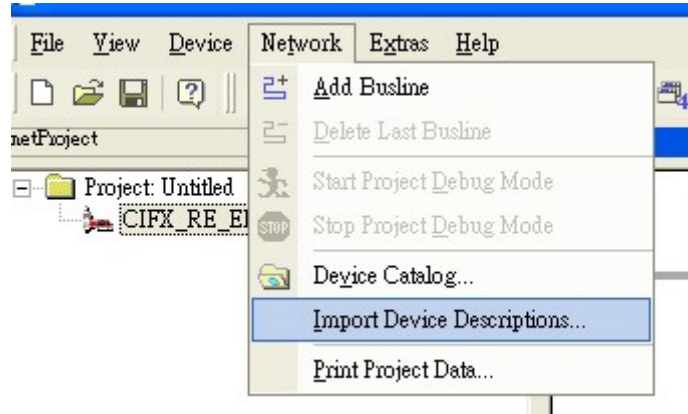 File View Device Network Extras Help
netProject
Project: Untitled
Add Busline
Delete Last Busline
Start Project Debug Mode
STOP Stop Project Debug Mode
Device Catalog...
Import Device Descriptions...
Print Project Data...